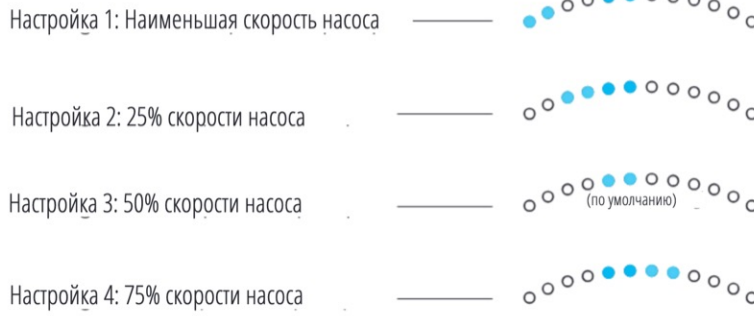 Настройка 1: Наименьшая скорость насоса
Настройка 2: 25% скорости насоса
Настройка 3: 50% скорости насоса
(по умолчанию)
Настройка 4: 75% скорости насоса